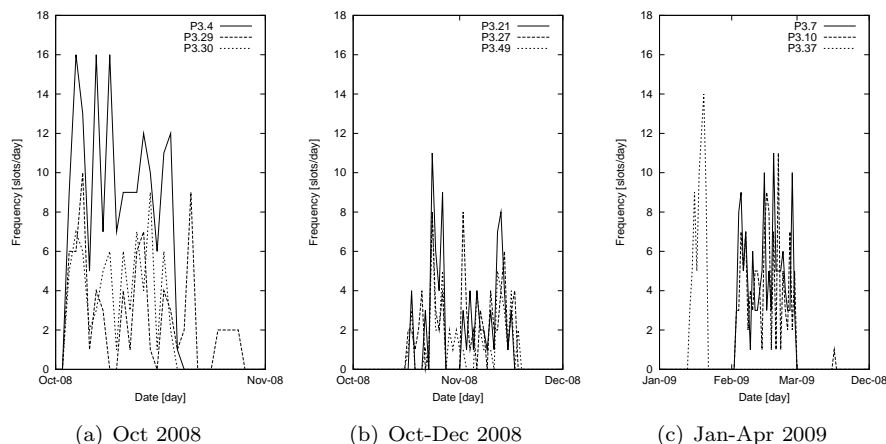 P3.4
P3.29
P3.30
18
16
14
12
10
8
6
4
2
0
Frequency [slots/day]
Oct-08
Nov-08
Date [day]
(a) Oct 2008
P3.21
P3.27
P3.49
18
16
14
12
10
8
6
4
2
0
Frequency [slots/day]
Oct-08
Nov-08
Dec-08
Date [day]
(b) Oct-Dec 2008
P3.7
P3.10
P3.37
18
16
14
12
10
8
6
4
2
0
Frequency [slots/day]
Jan-09
Feb-09
Mar-09
Dec-08
Date [day]
(c) Jan-Apr 2009